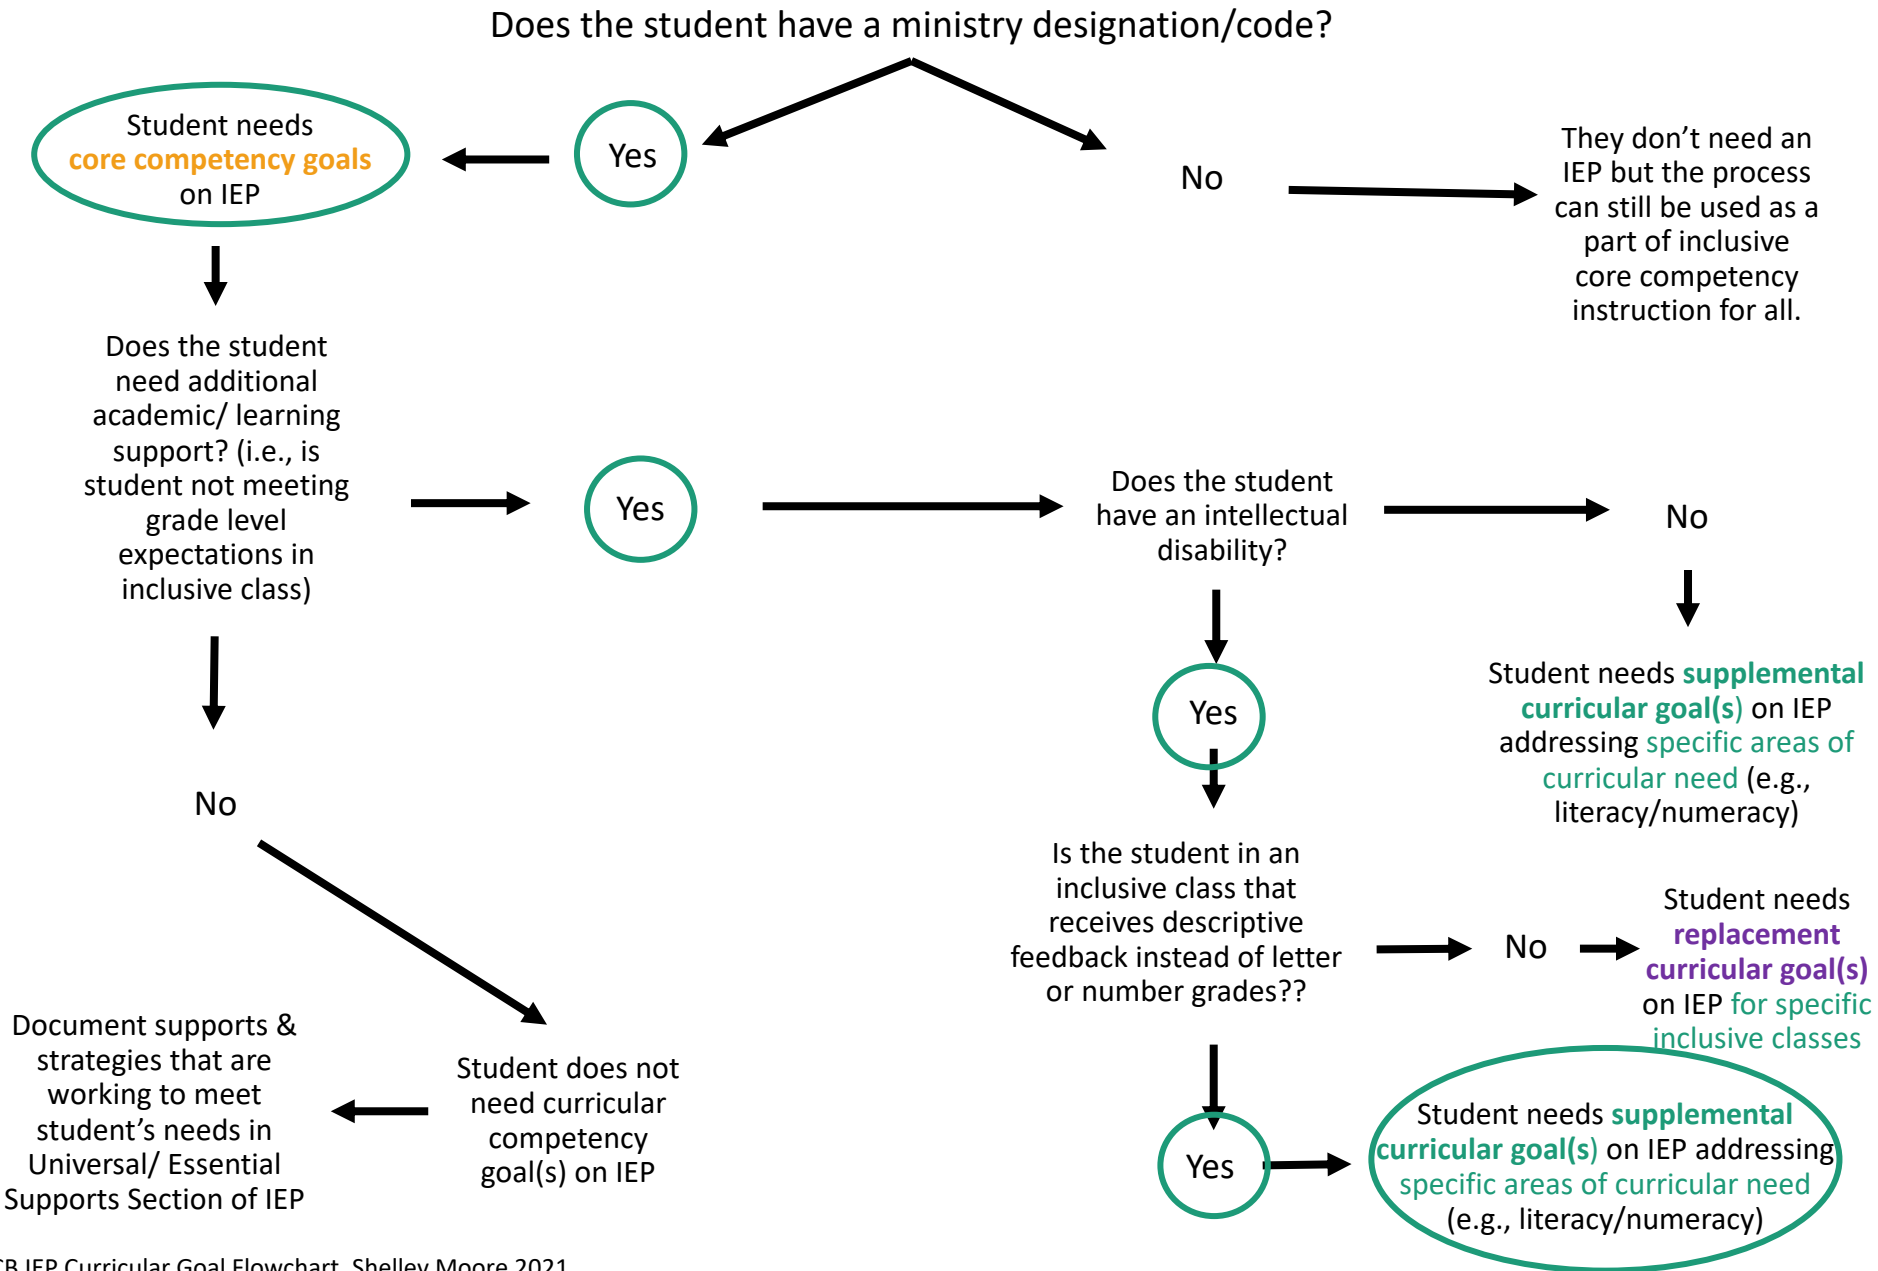 Does the student have a ministry designation/code?
Student needs
core competency goals
on IEP
Yes
No
They don’t need an
IEP but the process
can still be used as a
part of inclusive
core competency
instruction for all.
Does the student
need additional
academic/ learning
support? (i.e., is
student not meeting
grade level
expectations in
inclusive class)
Yes
Does the student
have an intellectual
disability?
No
Student needs supplemental
curricular goal(s) on IEP
addressing specific areas of
curricular need (e.g.,
literacy/numeracy)
Yes
No
Is the student in an
inclusive class that
receives descriptive
feedback instead of letter
or number grades??
No
Student needs
replacement
curricular goal(s)
on IEP for specific
inclusive classes
Document supports &
strategies that are
working to meet
student’s needs in
Universal/ Essential
Supports Section of IEP
Student does not
need curricular
competency
goal(s) on IEP
Yes
Student needs supplemental
curricular goal(s) on IEP addressing
specific areas of curricular need
(e.g., literacy/numeracy)
IEP Curricular Goal Flowchart, Shelley Moore 2021